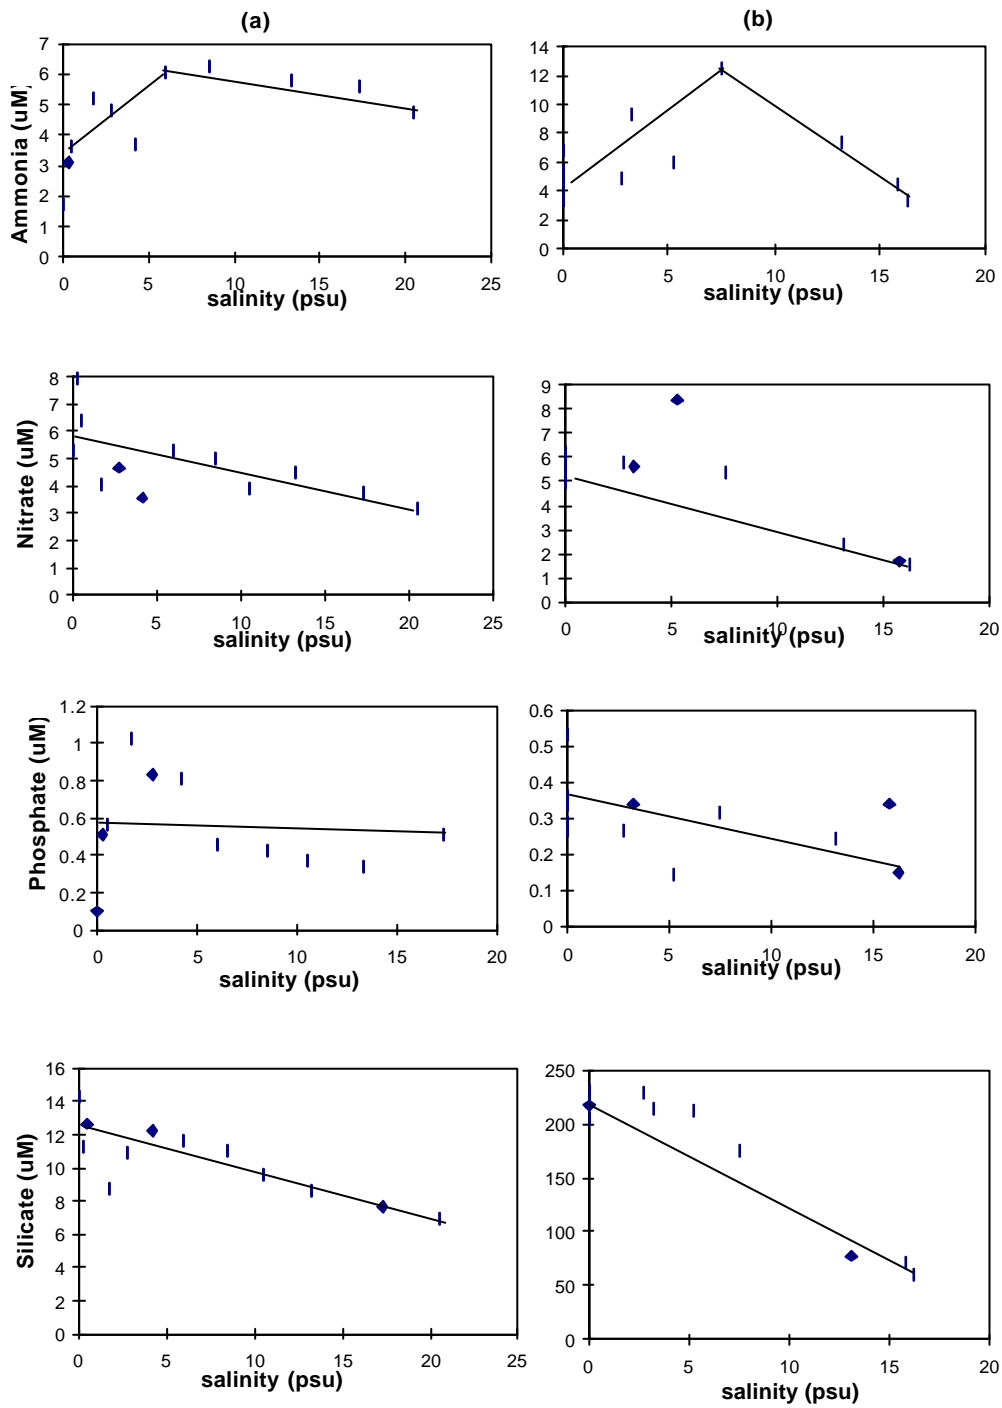 (a)
(b)
Ammonia (uM)
7
6
5
4
3
2
1
0
0 5 10 15 20 25
salinity (psu)
14
12
10
8
6
4
2
0
0 5 10 15 20
salinity (psu)
Nitrate (uM)
8
7
6
5
4
3
2
1
0
0 5 10 15 20 25
salinity (psu)
9
8
7
6
5
4
3
2
1
0
0 5 10 15 20
salinity (psu)
Phosphate (uM)
1.2
1
0.8
0.6
0.4
0.2
0
0 5 10 15 20
salinity (psu)
0.6
0.5
0.4
0.3
0.2
0.1
0
0 5 10 15 20
salinity (psu)
Silicate (uM)
16
14
12
10
8
6
4
2
0
0 5 10 15 20 25
salinity (psu)
250
200
150
100
50
0
0 5 10 15 20
salinity (psu)